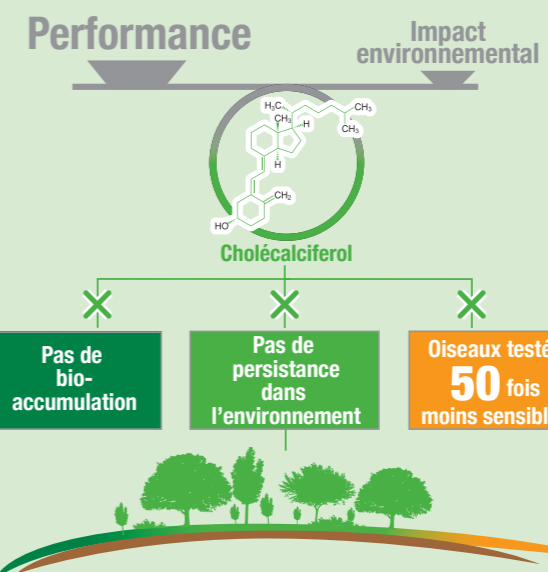 Performance
Impact
environnemental
H₃C
CH₃
CH₃
H
CH₃
H
CH₂
HO
Cholécalciferol
Pas de
bio-
accumulation
Pas de
persistance
dans
l'environnement
Oiseaux testé
50 fois
moins sensibl